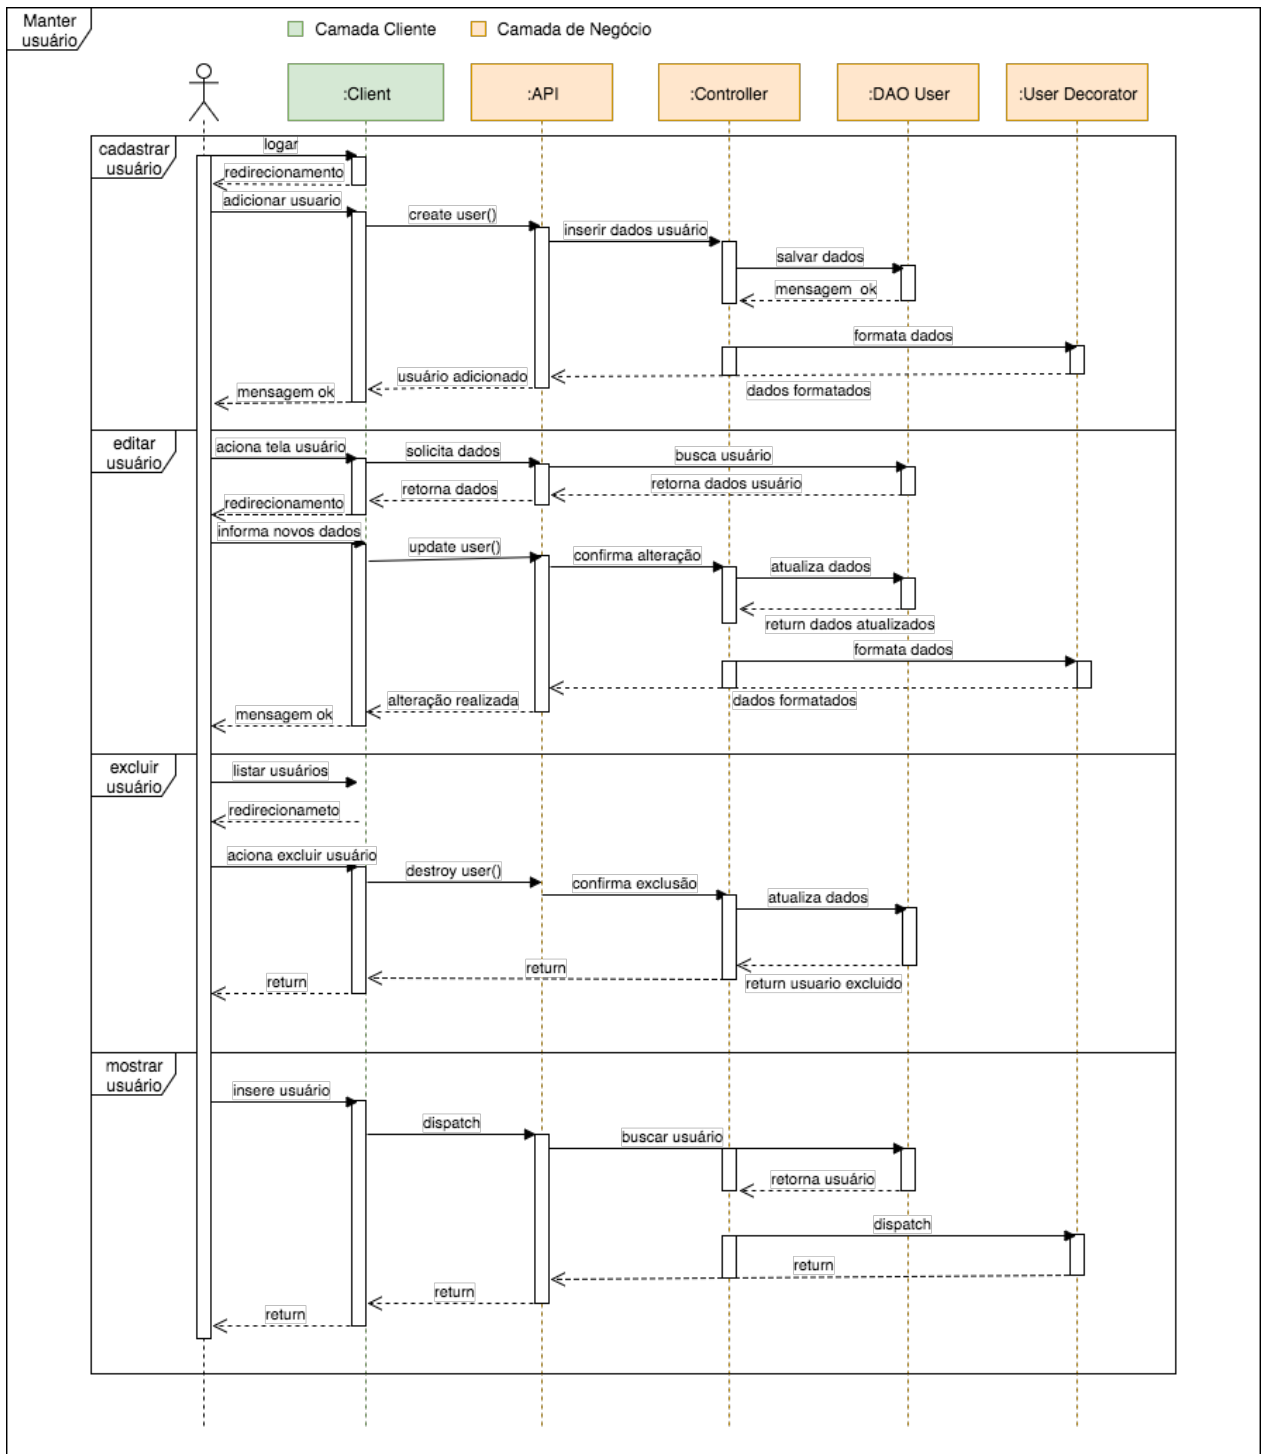 Manter
usuário
Camada Cliente
Camada de Negócio
:Client
:API
:Controller
:DAO User
:User Decorator
cadastrar
usuário
logar
redirecionamento
adicionar usuario
create user()
inserir dados usuário
salvar dados
mensagem ok
formata dados
usuário adicionado
dados formatados
mensagem ok
editar
usuário
aciona tela usuário
solicita dados
busca usuário
retorna dados
retorna dados usuário
redirecionamento
informa novos dados
update user()
confirma alteração
atualiza dados
return dados atualizados
formata dados
alteração realizada
dados formatados
mensagem ok
excluir
usuário
listar usuários
redirecionameto
aciona excluir usuário
destroy user()
confirma exclusão
atualiza dados
return
return usuario excluido
return
mostrar
usuário
insere usuário
dispatch
buscar usuário
retorna usuário
dispatch
return
return
return